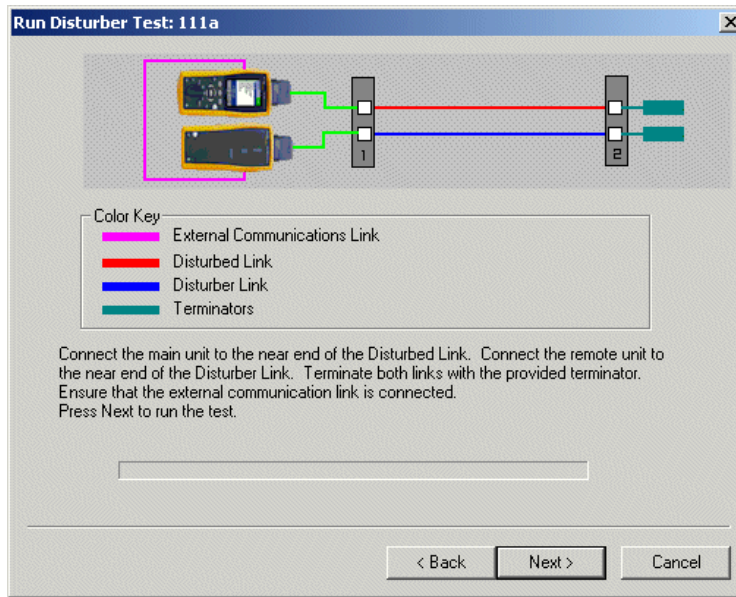 Run Disturber Test: 111a
1
2
Color Key
External Communications Link
Disturbed Link
Disturber Link
Terminators
Connect the main unit to the near end of the Disturbed Link. Connect the remote unit to
the near end of the Disturber Link. Terminate both links with the provided terminator.
Ensure that the external communication link is connected.
Press Next to run the test.
< Back
Next >
Cancel